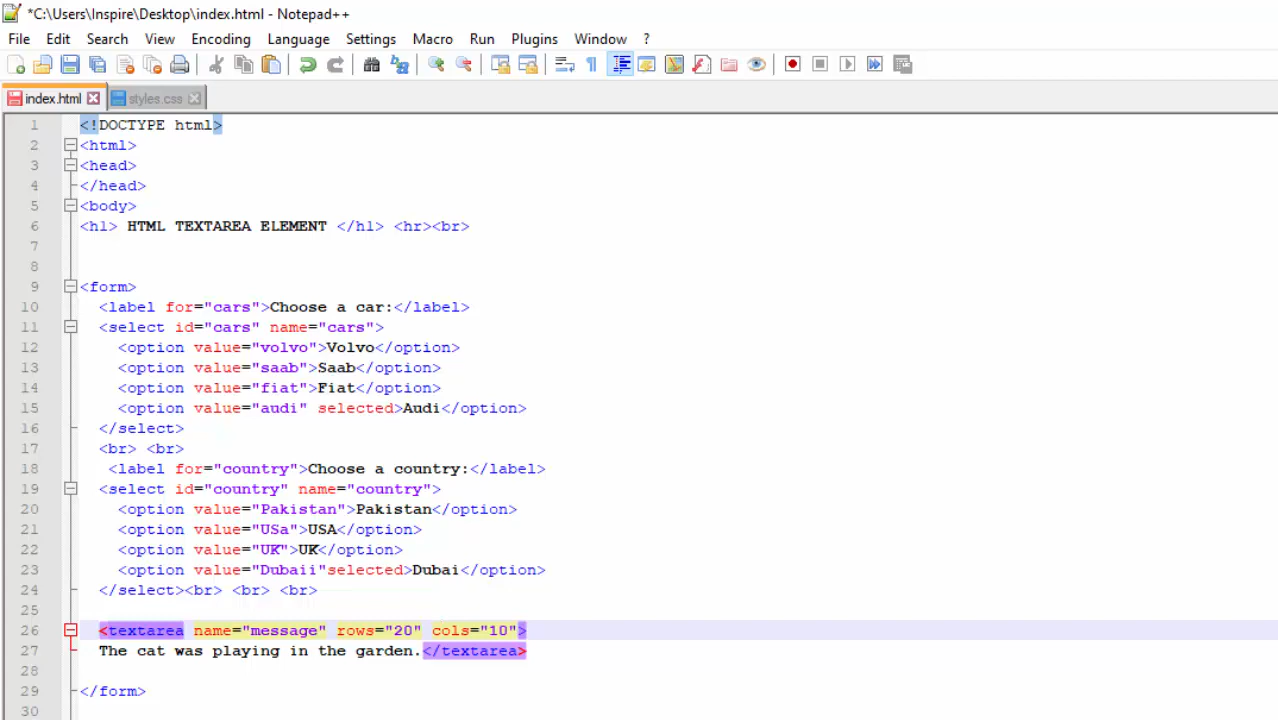 *C:\Users\Inspire\Desktop\index.html - Notepad++
File Edit Search View Encoding Language Settings Macro Run Plugins Window ?
index.html styles.css
1 <!DOCTYPE html>
2 <html>
3 <head>
4 </head>
5 <body>
6 <h1> HTML TEXTAREA ELEMENT </h1> <hr><br>
7
8
9 <form>
10 <label for="cars">Choose a car:</label>
11 <select id="cars" name="cars">
12 <option value="volvo">Volvo</option>
13 <option value="saab">Saab</option>
14 <option value="fiat">Fiat</option>
15 <option value="audi" selected>Audi</option>
16 </select>
17 <br> <br>
18 <label for="country">Choose a country:</label>
19 <select id="country" name="country">
20 <option value="Pakistan">Pakistan</option>
21 <option value="USa">USA</option>
22 <option value="UK">UK</option>
23 <option value="Dubaii"selected>Dubai</option>
24 </select><br> <br> <br>
25
26 <textarea name="message" rows="20" cols="10">
27 The cat was playing in the garden.</textarea>
28
29 </form>
30